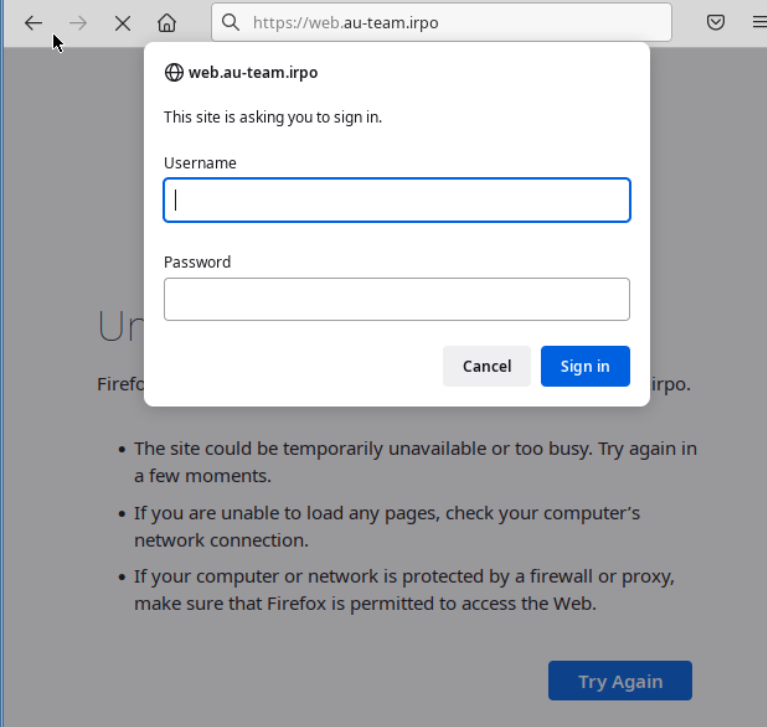 https://web.au-team.irpo
web.au-team.irpo
This site is asking you to sign in.
Username
Password
Cancel
Sign in
Un
Firefo
irpo.
• The site could be temporarily unavailable or too busy. Try again in
a few moments.
• If you are unable to load any pages, check your computer’s
network connection.
• If your computer or network is protected by a firewall or proxy,
make sure that Firefox is permitted to access the Web.
Try Again